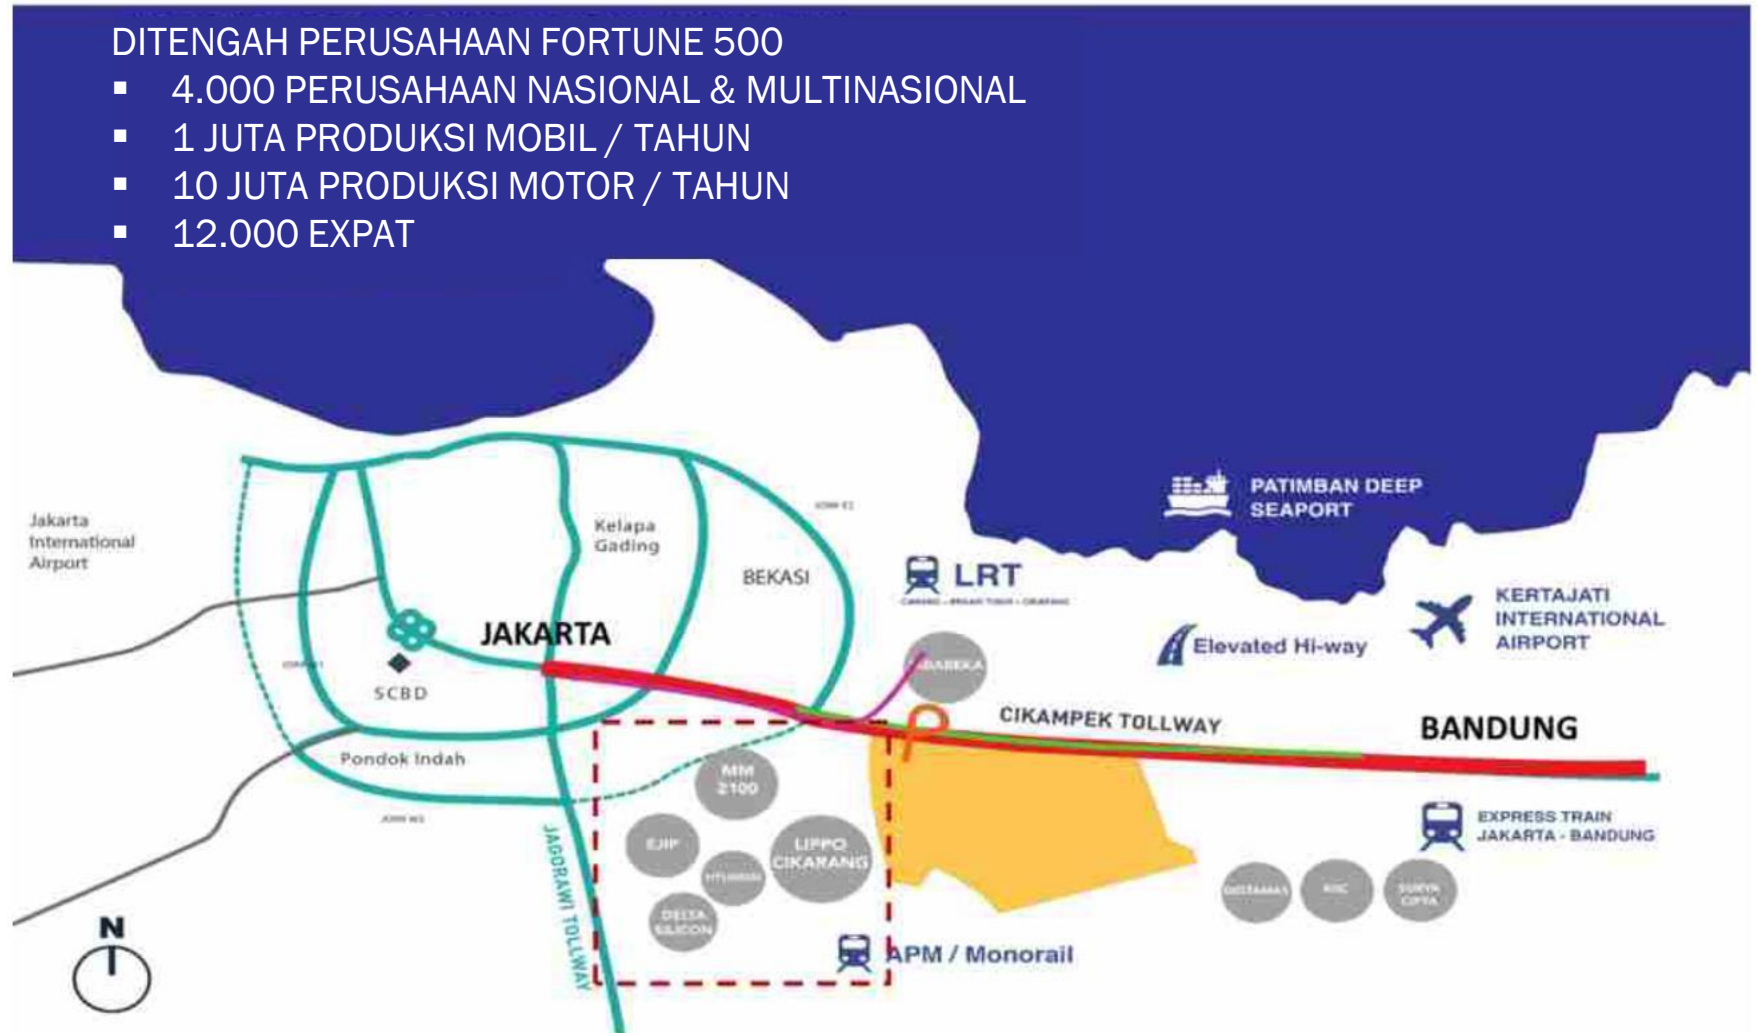 DITENGAH PERUSAHAAN FORTUNE 500
▪ 4.000 PERUSAHAAN NASIONAL & MULTINASIONAL
▪ 1 JUTA PRODUKSI MOBIL / TAHUN
▪ 10 JUTA PRODUKSI MOTOR / TAHUN
▪ 12.000 EXPAT
PATIMBAN DEEP
SEAPORT
Jakarta
International
Airport
Kelapa
Gading
BEKASI
LRT
KERTAJATI
INTERNATIONAL
AIRPORT
JAKARTA
Elevated Hi-way
SCBD
CIKAMPEK TOLLWAY
BANDUNG
Pondok Indah
MM
2100
EJIP
LIPPO
CIKARANG
HYUNDAI
DELTA
SILICON
JAGORAWI TOLLWAY
EXPRESS TRAIN
JAKARTA - BANDUNG
SURYA
CIPTA
APM / Monorail
N